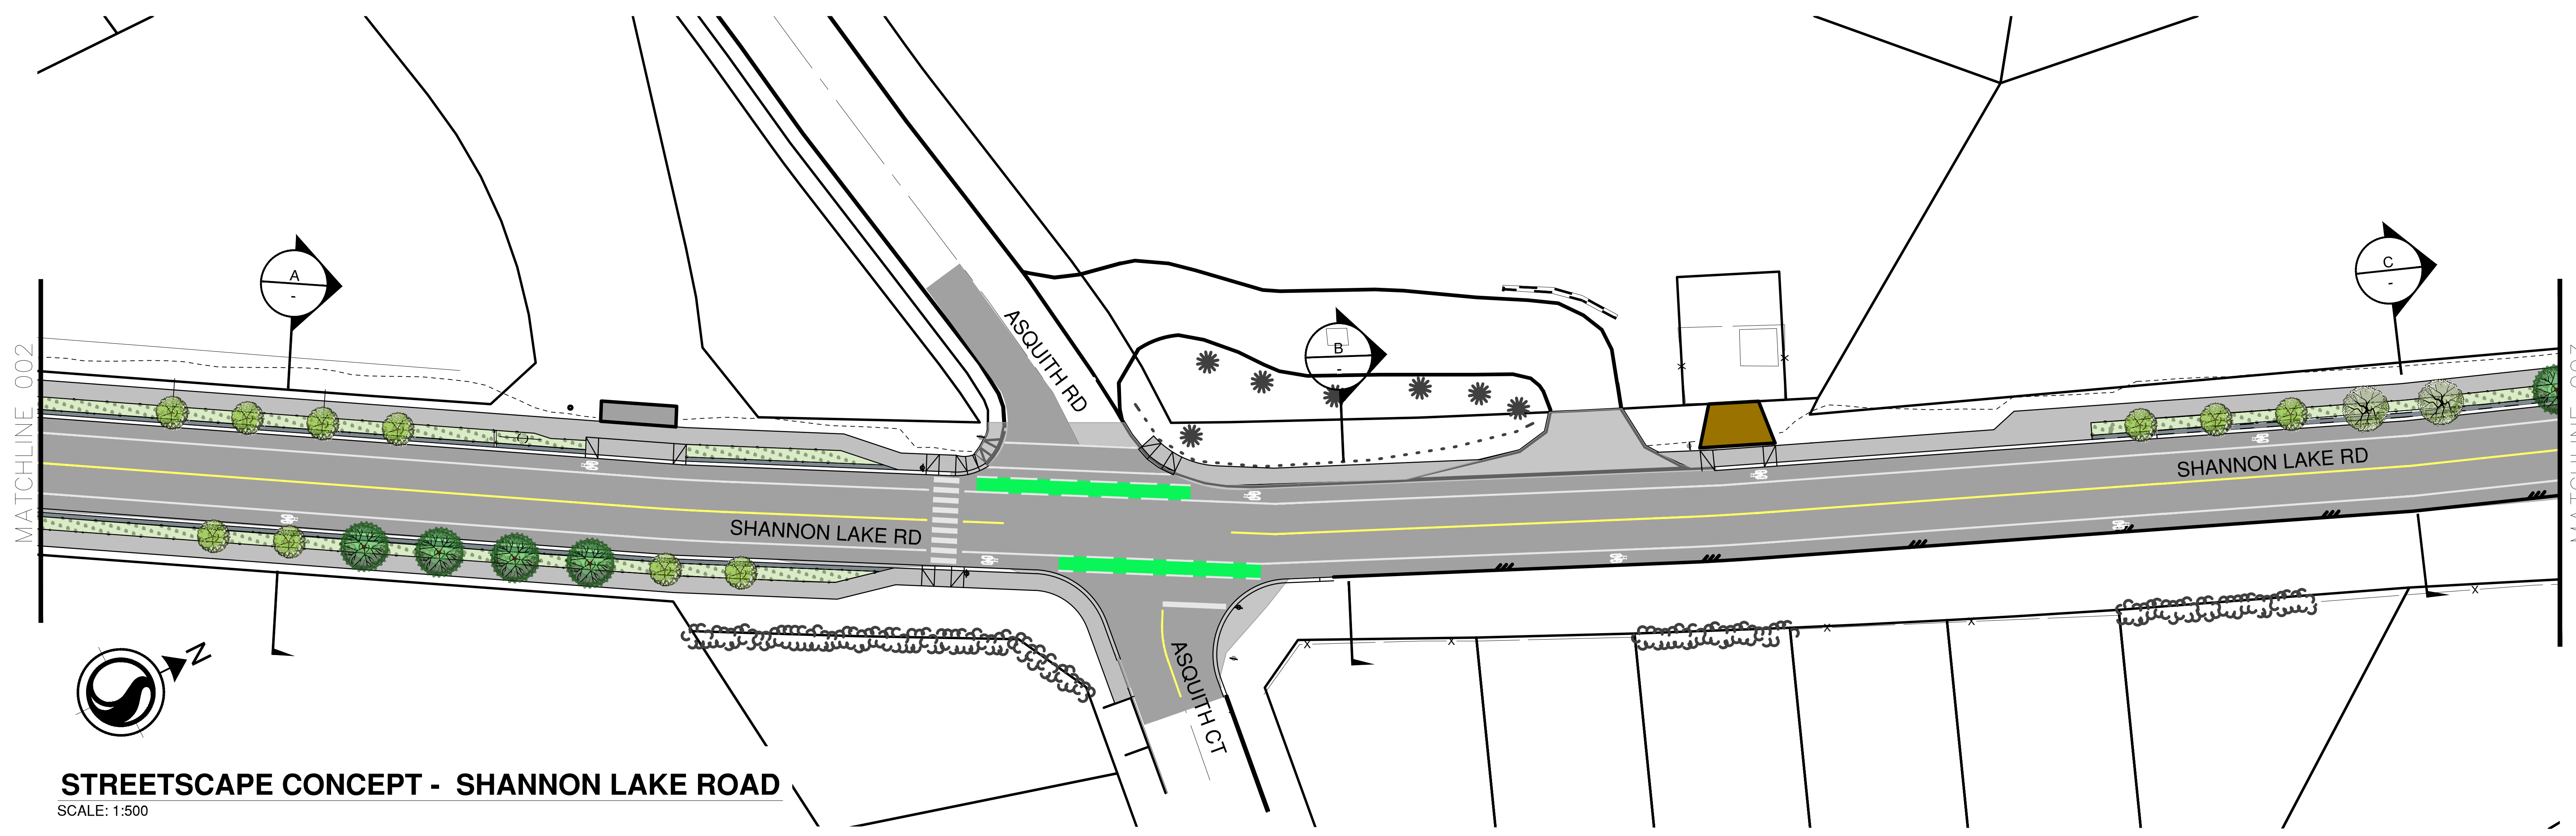 MATCHLINE 002
A
-
ASQUITH RD
B
-
C
-
SHANNON LAKE RD
SHANNON LAKE RD
ASQUITH CT
N
STREETSCAPE CONCEPT - SHANNON LAKE ROAD
SCALE: 1:500